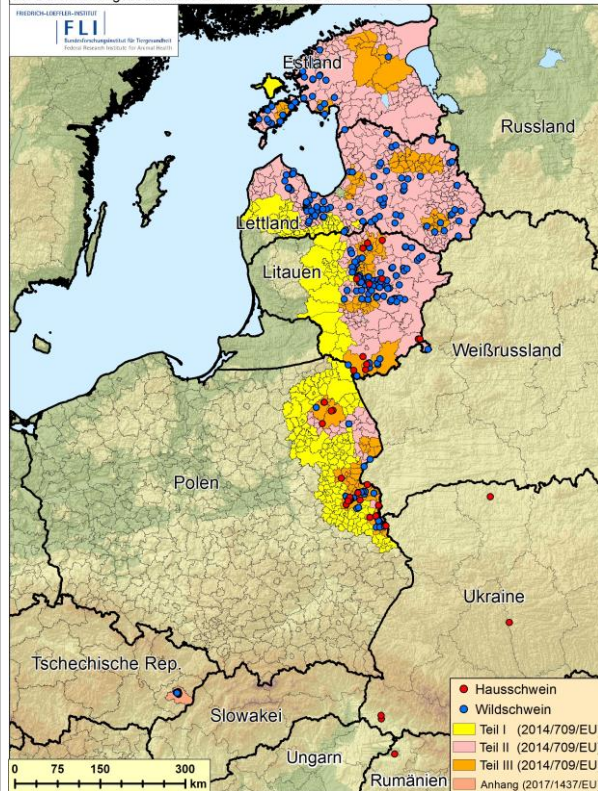 FRIEDRICH-LOEFFLER-INSTITUT
FLI
Bundesforschungsinstitut für Tiergesundheit
Federal Research Institute for Animal Health
Estland
Russland
Lettland
Litauen
Weißrussland
Polen
Ukraine
Tschechische Rep.
Slowakei
Ungarn
Rumänien
Hausschwein
Wildschwein
Teil I (2014/709/EU)
Teil II (2014/709/EU)
Teil III (2014/709/EU)
Anhang (2017/1437/EU)
0 75 150 300
km